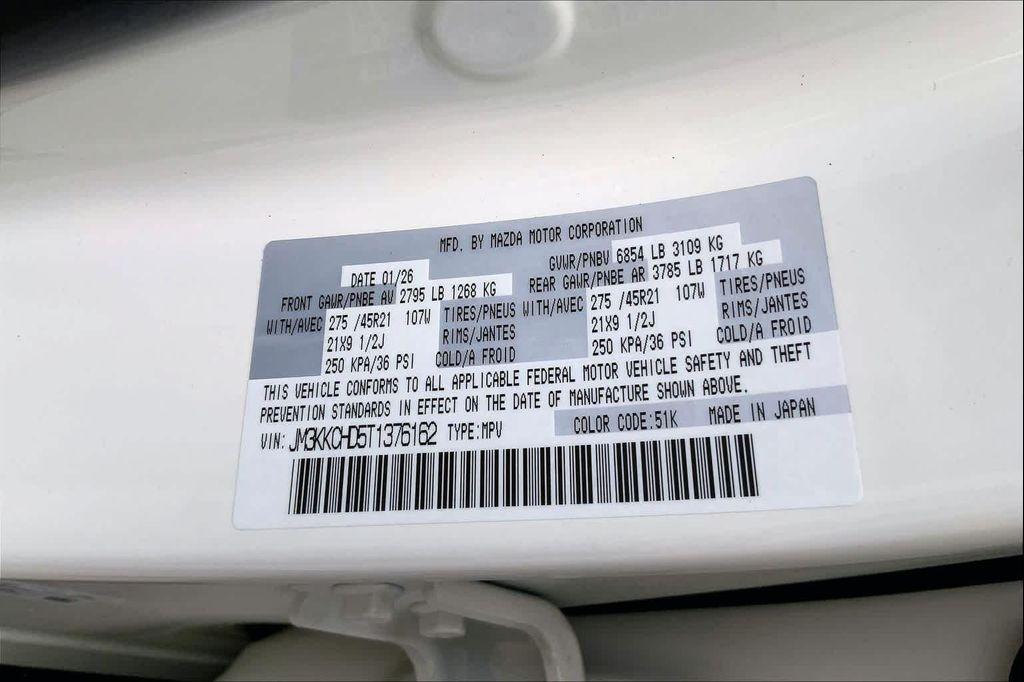 MFD. BY MAZDA MOTOR CORPORATION
DATE 01/26 GVWR/PNBV 6854 LB 3109 KG
FRONT GAWR/PNBE AV 2795 LB 1268 KG REAR GAWR/PNBE AR 3785 LB 1717 KG
WITH/AVEC 275 /45R21 107W TIRES/PNEUS WITH/AVEC 275 /45R21 107W TIRES/PNEUS
21X9 1/2J RIMS/JANTES 21X9 1/2J RIMS/JANTES
250 KPA/36 PSI COLD/A FROID 250 KPA/36 PSI COLD/A FROID
THIS VEHICLE CONFORMS TO ALL APPLICABLE FEDERAL MOTOR VEHICLE SAFETY AND THEFT
PREVENTION STANDARDS IN EFFECT ON THE DATE OF MANUFACTURE SHOWN ABOVE.
VIN: JM3KKCHD5T1376162 TYPE:MPV COLOR CODE:51K MADE IN JAPAN